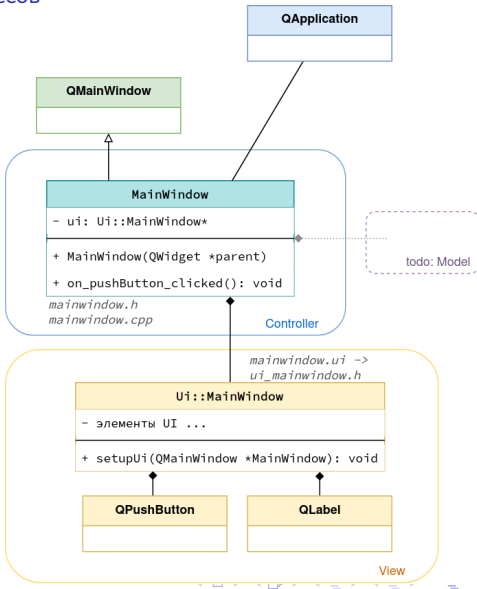 QApplication
QMainWindow
MainWindow
- ui: Ui::MainWindow*
+ MainWindow(QWidget *parent)
+ on_pushButton_clicked(): void
todo: Model
mainwindow.h
mainwindow.cpp
Controller
mainwindow.ui ->
ui_mainwindow.h
Ui::MainWindow
- элементы UI ...
+ setupUi(QMainWindow *MainWindow): void
QPushButton
QLabel
View